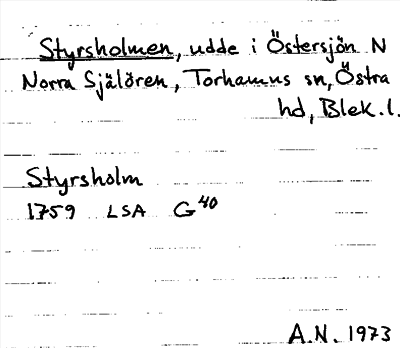 Styrsholmen, udde i Östersjön N
Norra Själören, Torhamns sn, Östra
hd, Blek. l.
Styrsholm
1759 LSA G40
A.N. 1973